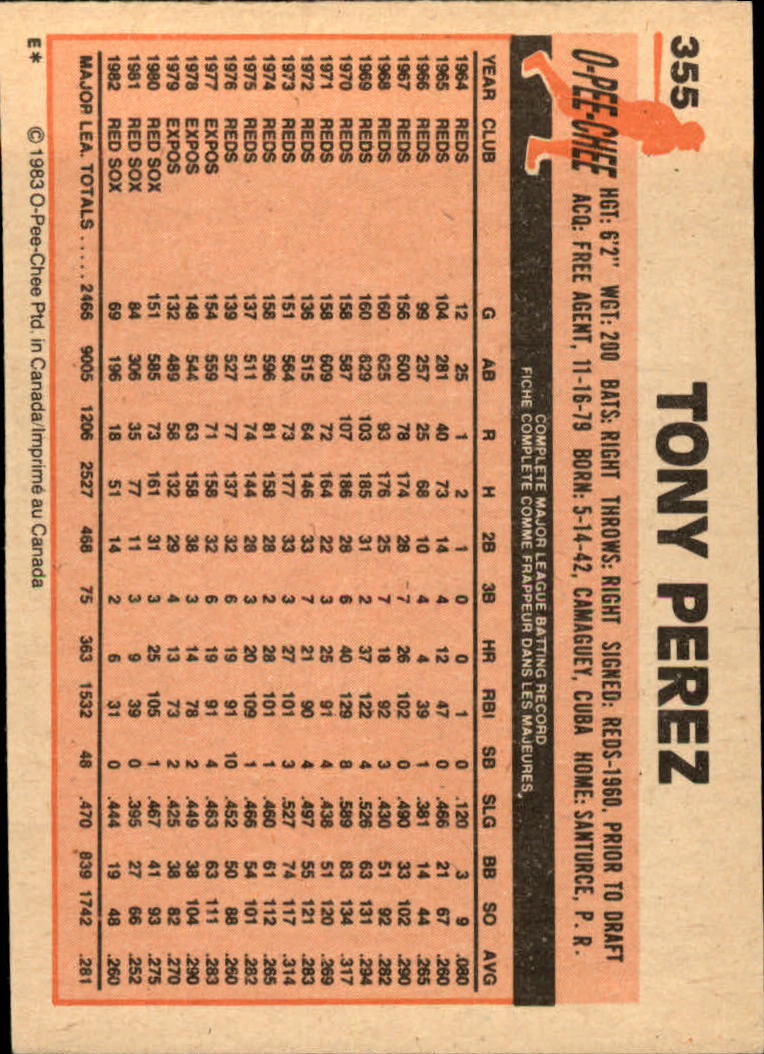 355
TONY PEREZ
O-PEE-CHEE
HGT: 6'2" WGT: 200 BATS: RIGHT THROWS: RIGHT SIGNED: REDS-1960, PRIOR TO DRAFT
ACQ: FREE AGENT, 11-16-79 BORN: 5-14-42, CAMAGUEY, CUBA HOME: SANTURCE, P. R.
COMPLETE MAJOR LEAGUE BATTING RECORD
FICHE COMPLETE COMME FRAPPEUR DANS LES MAJEURES
YEAR CLUB G AB R H 2B 3B HR RBI SB SLG BB SO AVG
1964 REDS 12 25 1 2 1 0 0 1 0 .120 3 9 .080
1965 REDS 104 281 40 73 14 4 12 47 0 .466 21 67 .260
1966 REDS 99 257 25 68 10 4 4 39 1 .381 14 44 .265
1967 REDS 156 600 78 174 28 7 26 102 0 .490 33 102 .290
1968 REDS 160 625 93 176 25 7 18 92 3 .430 51 92 .282
1969 REDS 160 629 103 185 31 2 37 122 4 .526 63 131 .294
1970 REDS 158 587 107 186 28 6 40 129 8 .589 83 134 .317
1971 REDS 158 609 72 164 22 3 25 91 4 .438 51 120 .269
1972 REDS 136 515 64 146 33 7 21 90 4 .497 55 121 .283
1973 REDS 151 564 73 177 33 3 27 101 3 .527 74 117 .314
1974 REDS 158 596 81 158 28 2 28 101 1 .460 61 112 .265
1975 REDS 137 511 74 144 28 3 20 109 1 .466 54 101 .282
1976 REDS 139 527 77 137 32 6 19 91 10 .452 50 88 .260
1977 EXPOS 154 559 71 158 32 6 19 91 4 .463 63 111 .283
1978 EXPOS 148 544 63 158 38 3 14 78 2 .449 38 104 .290
1979 EXPOS 132 489 58 132 29 4 13 73 2 .425 38 82 .270
1980 RED SOX 151 585 73 161 31 3 25 105 1 .467 41 93 .275
1981 RED SOX 84 306 35 77 11 3 9 39 0 .395 27 66 .252
1982 RED SOX 69 196 18 51 14 2 6 31 0 .444 19 48 .260
MAJOR LEA. TOTALS ..... 2466 9005 1206 2527 468 75 363 1532 48 .470 839 1742 .281
E* © 1983 O-Pee-Chee Ptd. in Canada/Imprimé au Canada